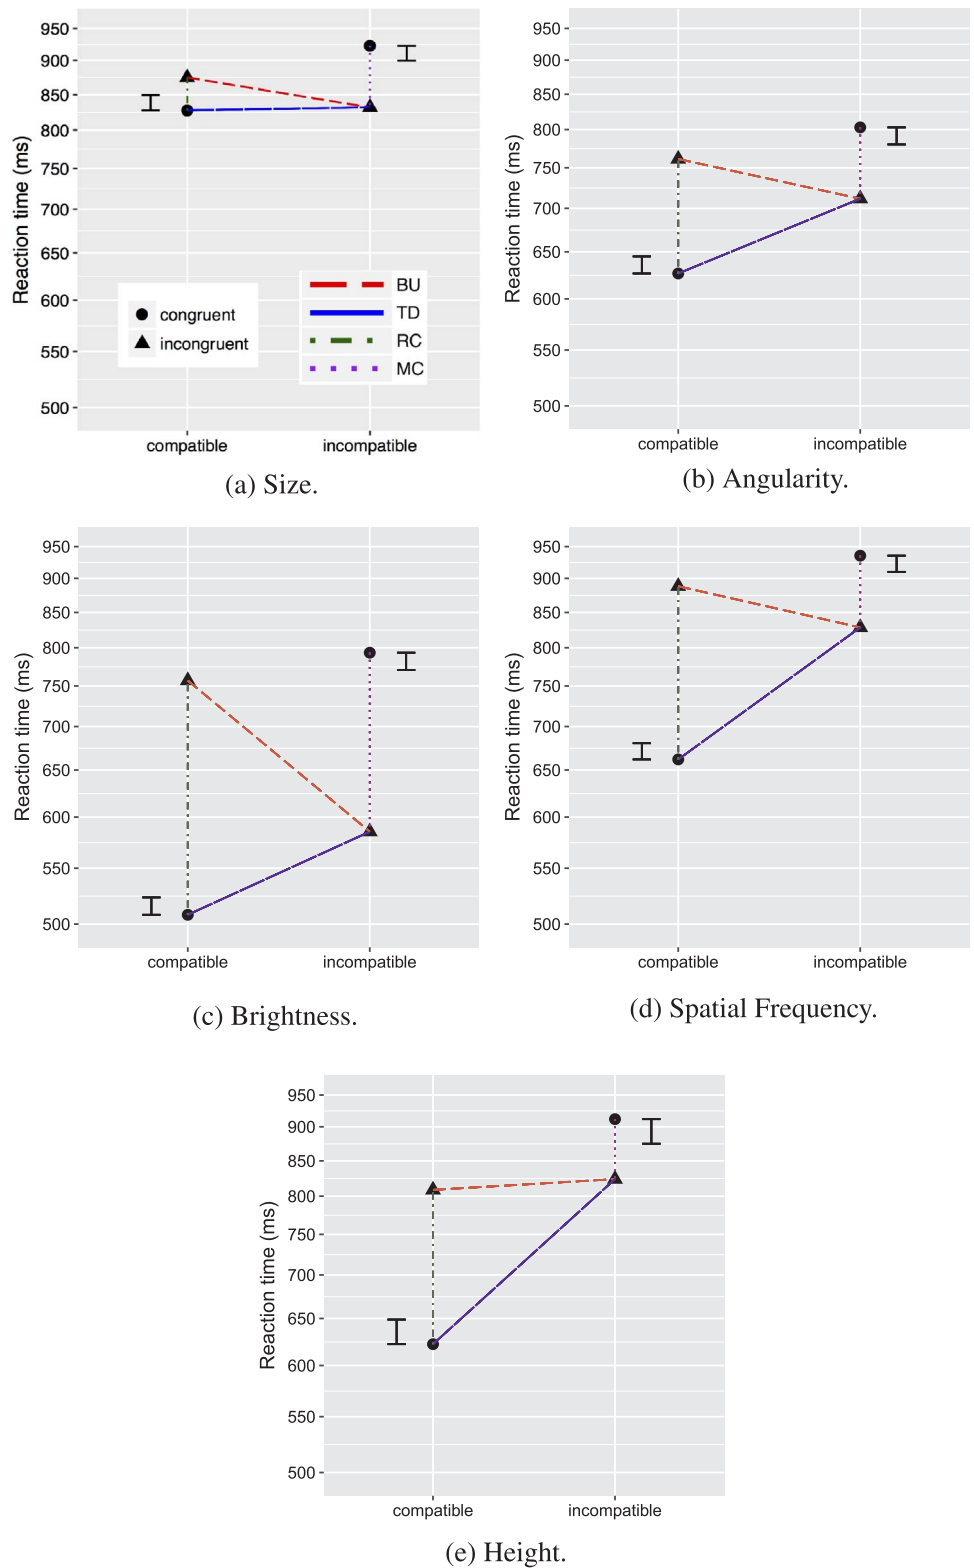 950
900
850
800
750
700
650
600
550
500
Reaction time (ms)
congruent
incongruent
BU
TD
RC
MC
compatible
incompatible
(a) Size.
950
900
850
800
750
700
650
600
550
500
Reaction time (ms)
compatible
incompatible
(b) Angularity.
950
900
850
800
750
700
650
600
550
500
Reaction time (ms)
compatible
incompatible
(c) Brightness.
950
900
850
800
750
700
650
600
550
500
Reaction time (ms)
compatible
incompatible
(d) Spatial Frequency.
950
900
850
800
750
700
650
600
550
500
Reaction time (ms)
compatible
incompatible
(e) Height.